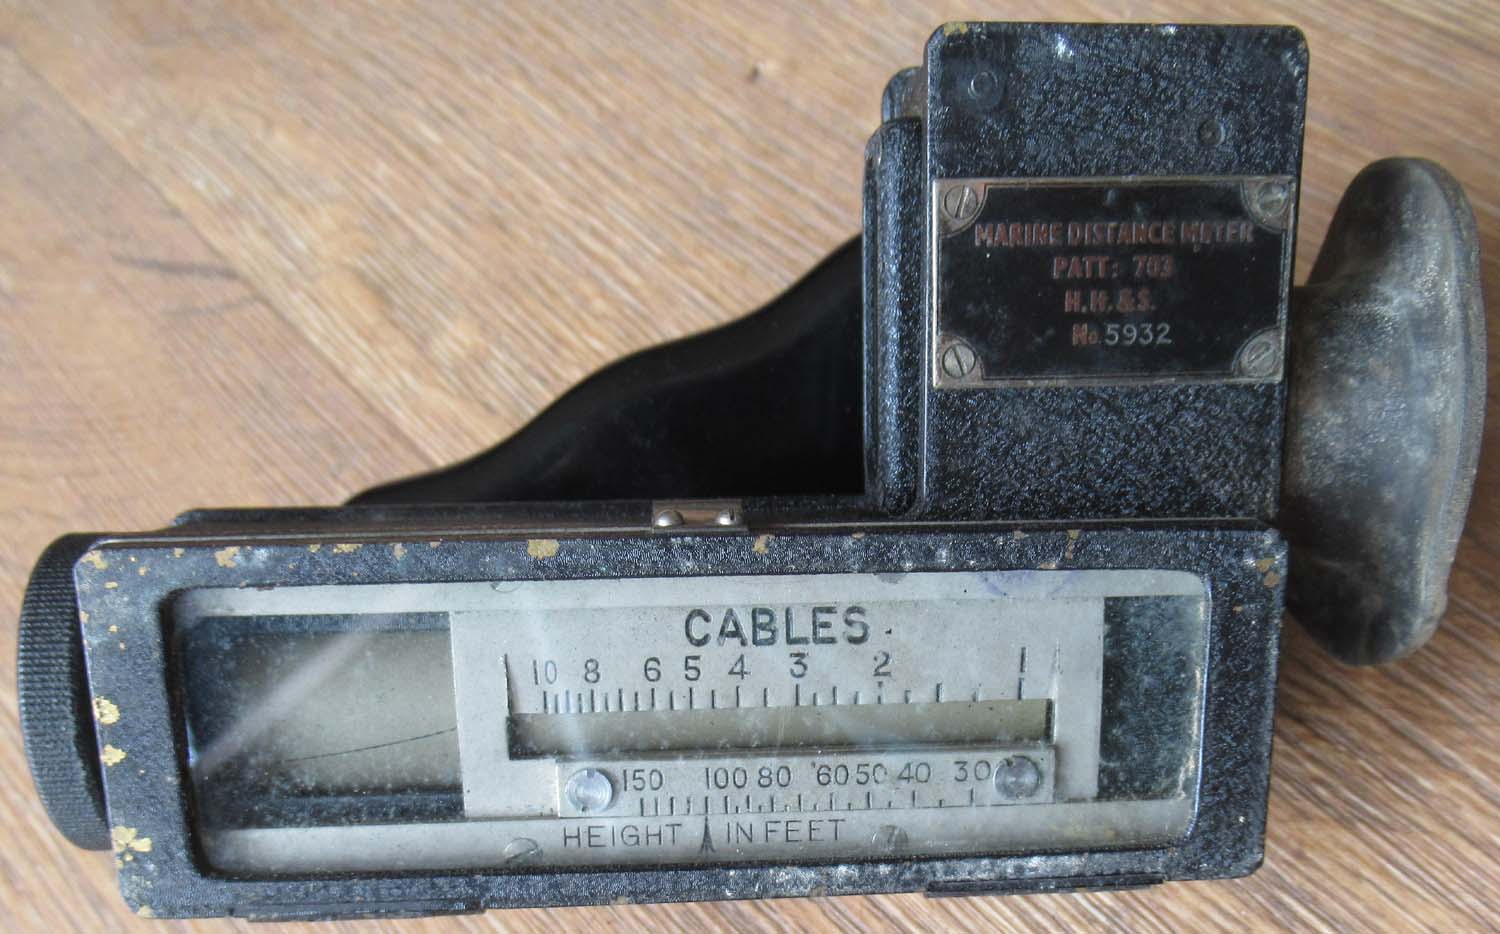 MARINE DISTANCE METER
PATT: 703
H.H.&S.
No. 5932
CABLES
10 8 6 5 4 3 2 1
150 100 80 60 50 40 30
HEIGHT IN FEET